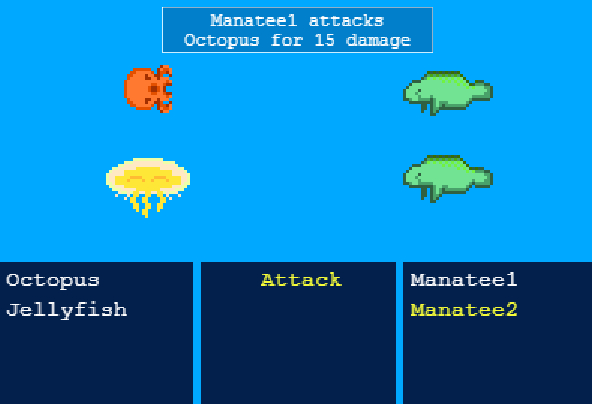 Manatee1 attacks
Octopus for 15 damage
Octopus
Jellyfish
Attack
Manatee1
Manatee2